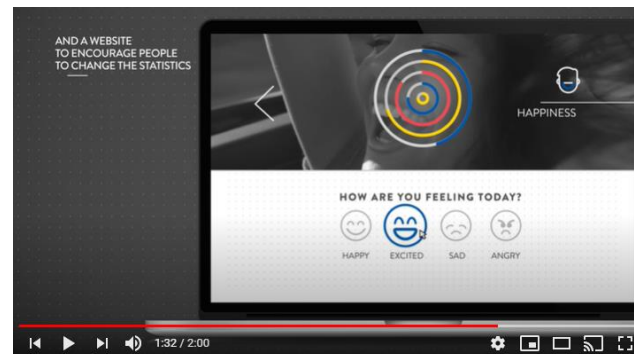 AND A WEBSITE
TO ENCOURAGE PEOPLE
TO CHANGE THE STATISTICS
HAPPINESS
HOW ARE YOU FEELING TODAY?
HAPPY EXCITED SAD ANGRY
1:32 / 2:00